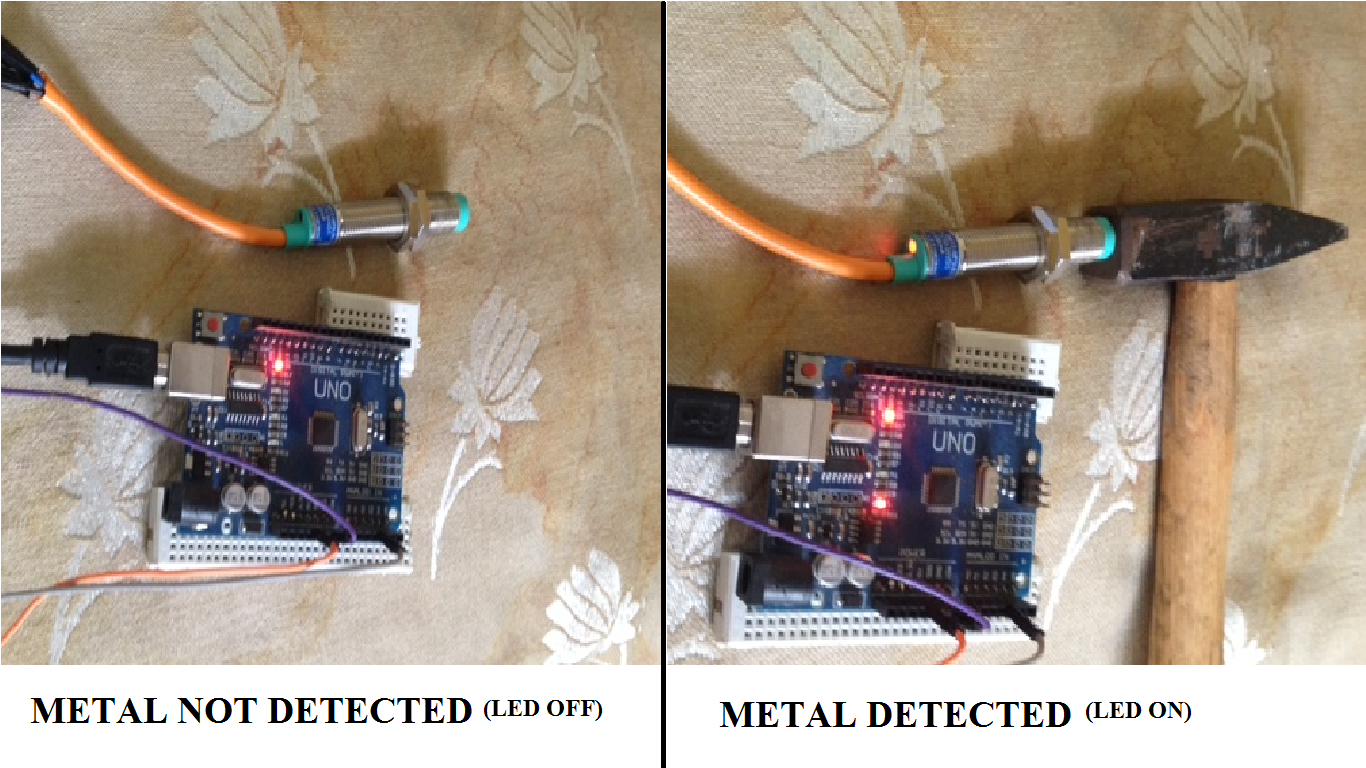 UNO
UNO
METAL NOT DETECTED (LED OFF)
METAL DETECTED (LED ON)